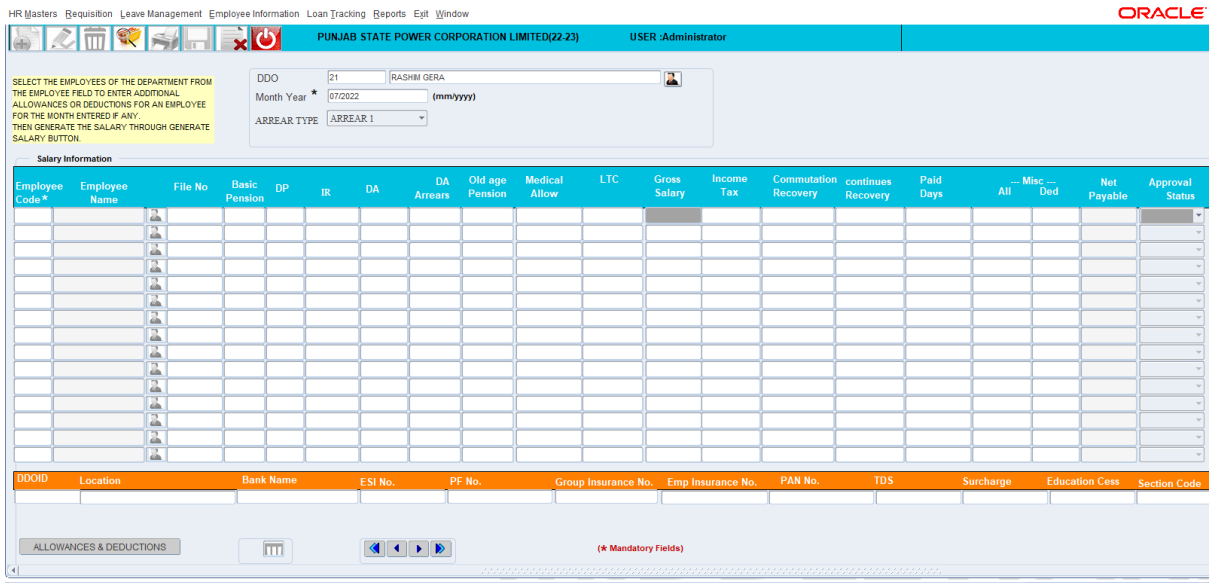 HR Masters Requisition Leave Management Employee Information Loan Tracking Reports Exit Window
ORACLE
PUNJAB STATE POWER CORPORATION LIMITED(22-23) USER :Administrator
SELECT THE EMPLOYEES OF THE DEPARTMENT FROM
THE EMPLOYEE FIELD TO ENTER ADDITIONAL
ALLOWANCES OR DEDUCTIONS FOR AN EMPLOYEE
FOR THE MONTH ENTERED IF ANY.
THEN GENERATE THE SALARY THROUGH GENERATE
SALARY BUTTON.
DDO 21 RASHIM GERA
Month Year * 07/2022 (mm/yyyy)
ARREAR TYPE ARREAR 1
Salary Information
Employee Employee File No Basic DP IR DA DA Old age Medical LTC Gross Income Commutation continues Paid --- Misc --- Net Approval
Code * Name Pension Arrears Pension Allow Salary Tax Recovery Recovery Days All Ded Payable Status
DDOID Location Bank Name ESI No. PF No. Group Insurance No. Emp Insurance No. PAN No. TDS Surcharge Education Cess Section Code
ALLOWANCES & DEDUCTIONS
(* Mandatory Fields)